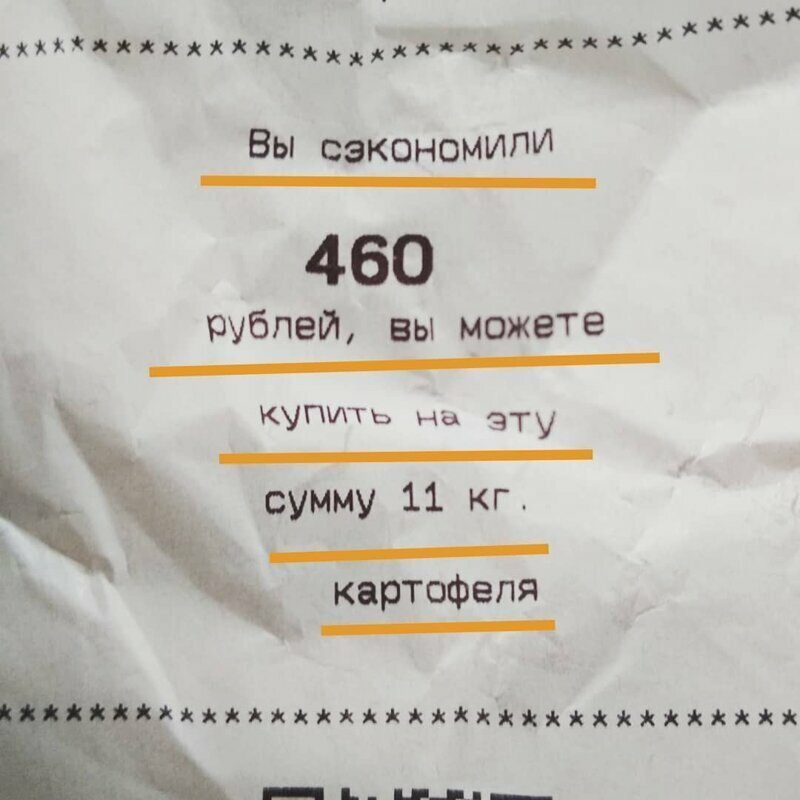 ***********************************
Вы сэкономили
460
рублей, вы можете
купить на эту
сумму 11 кг.
картофеля
***********************************